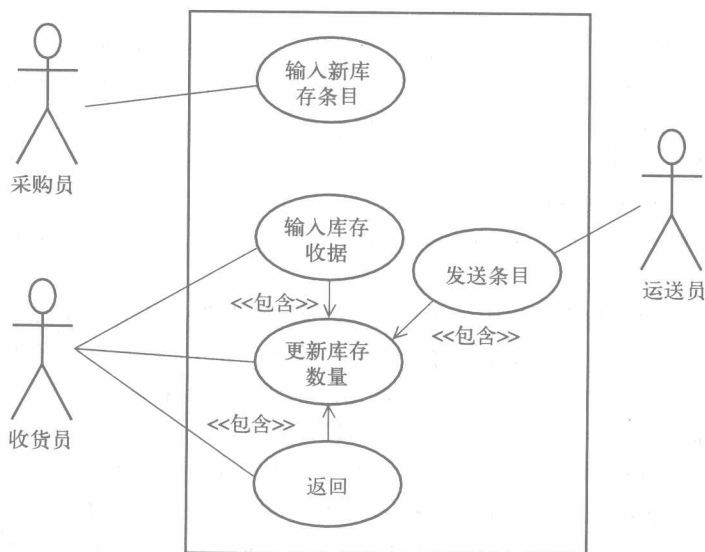 输入新库
存条目
采购员
输入库存
收据
发送条目
运送员
<<包含>>
<<包含>>
更新库存
数量
收货员
<<包含>>
返回